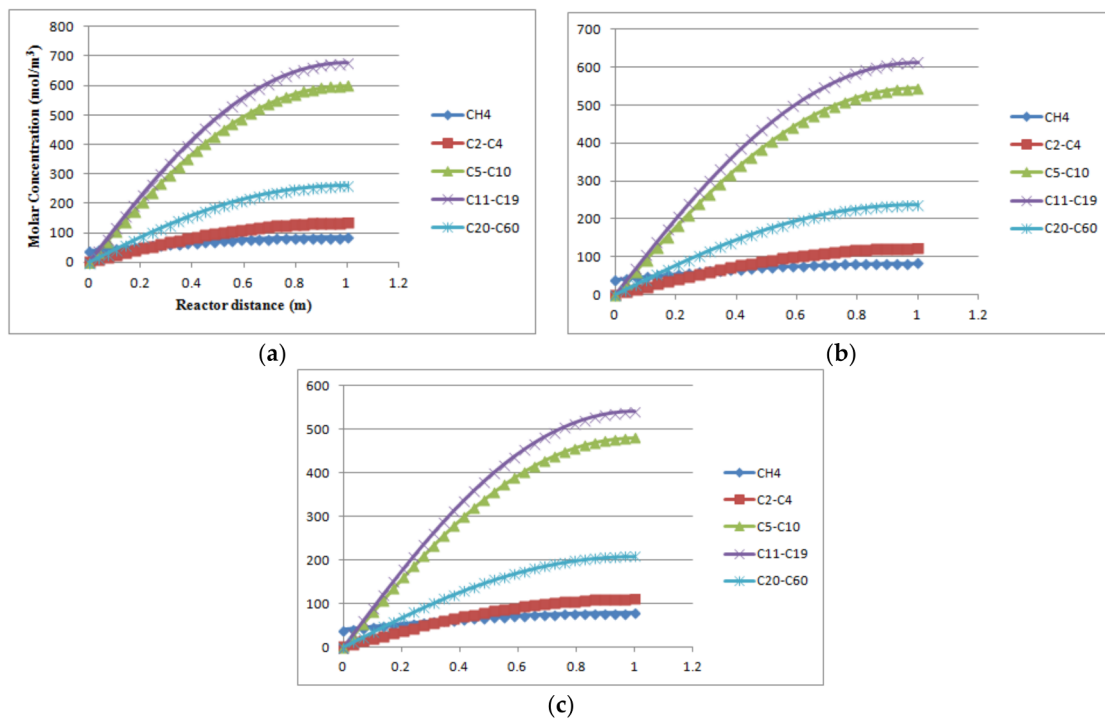 800
700
600
500
400
300
200
100
0
Molar Concentration (mol/m³)
0 0.2 0.4 0.6 0.8 1 1.2
Reactor distance (m)
CH4
C2-C4
C5-C10
C11-C19
C20-C60
(a)
700
600
500
400
300
200
100
0
0 0.2 0.4 0.6 0.8 1 1.2
CH4
C2-C4
C5-C10
C11-C19
C20-C60
(b)
600
500
400
300
200
100
0
0 0.2 0.4 0.6 0.8 1 1.2
CH4
C2-C4
C5-C10
C11-C19
C20-C60
(c)